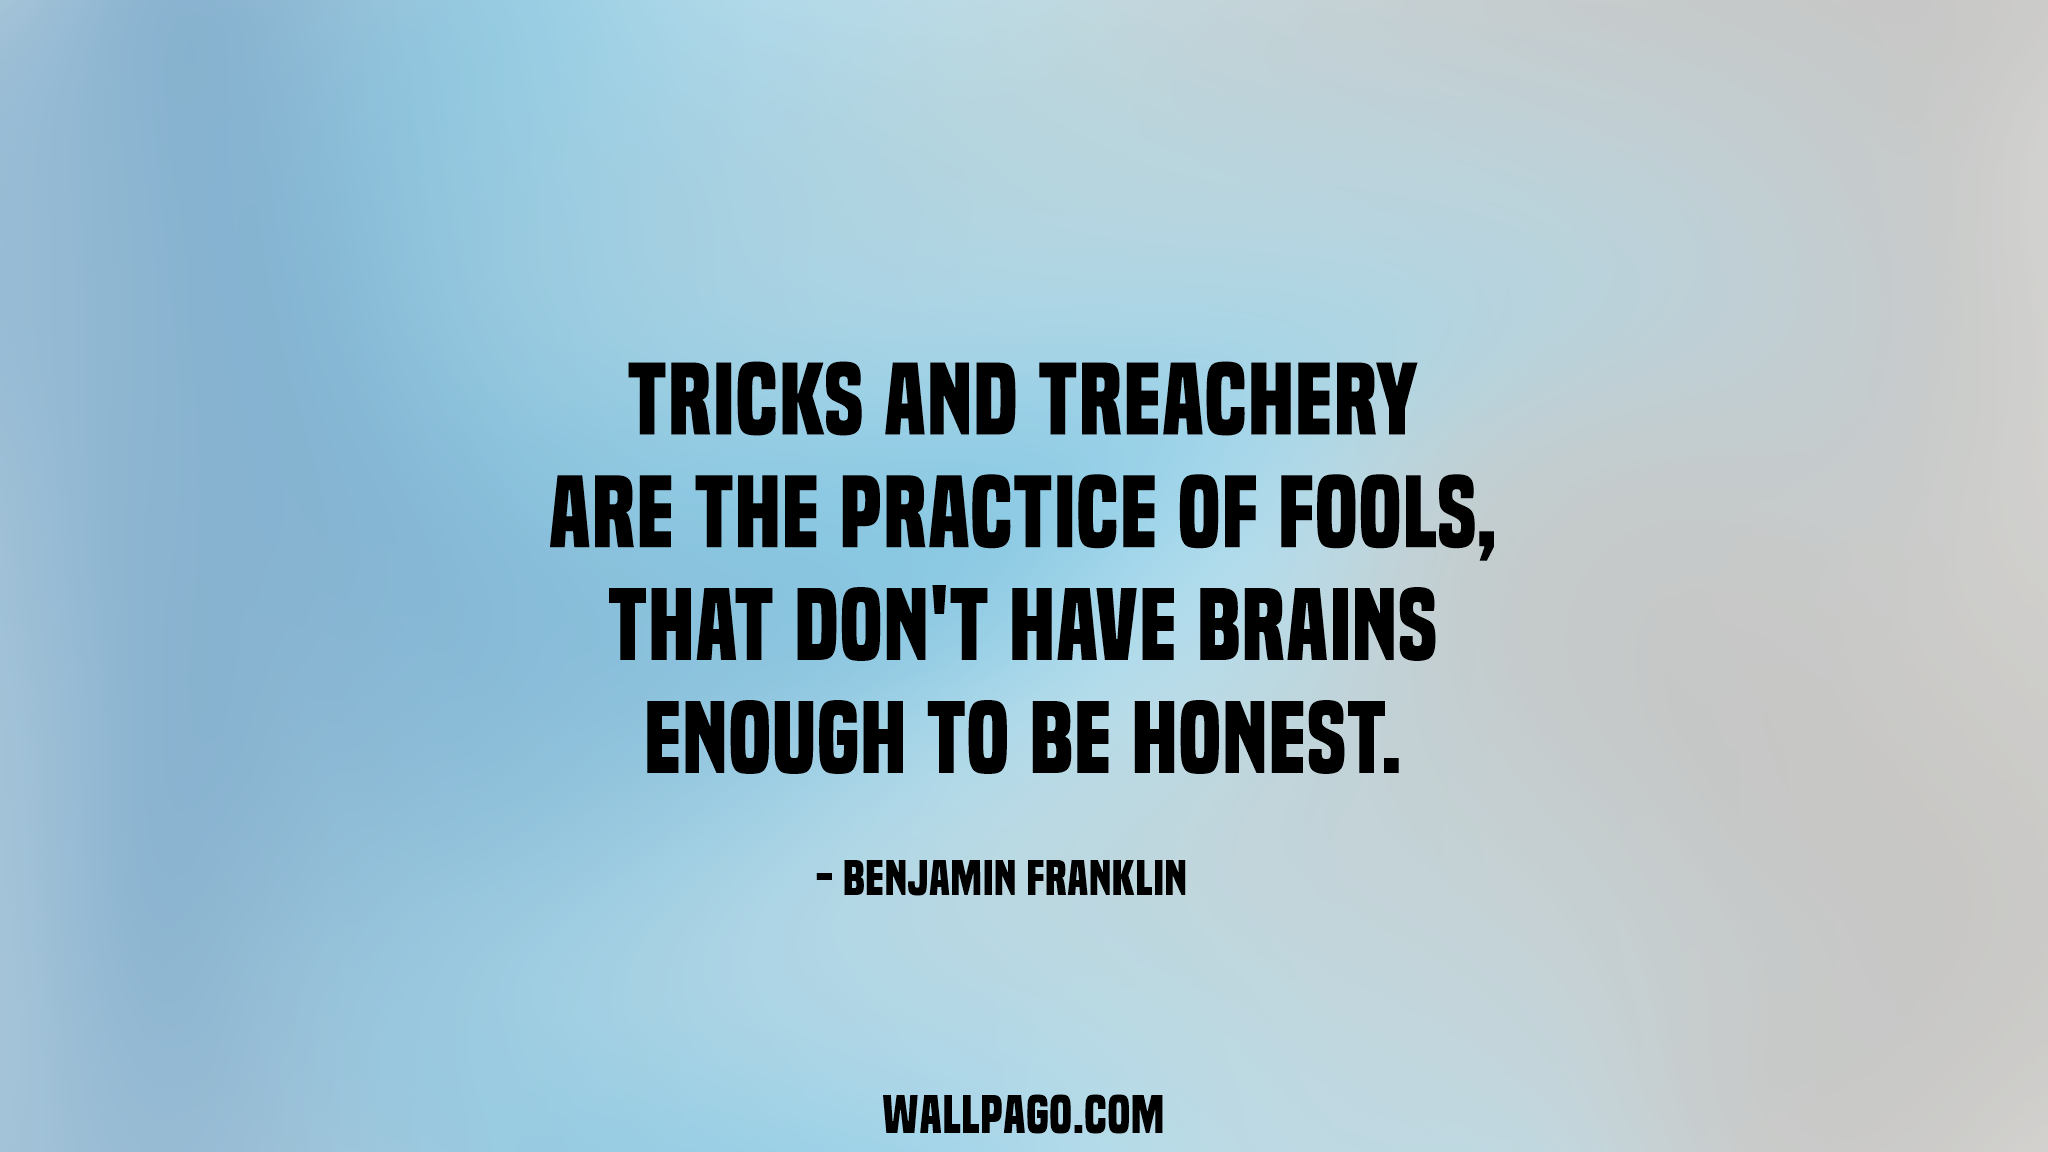 TRICKS AND TREACHERY
ARE THE PRACTICE OF FOOLS,
THAT DON'T HAVE BRAINS
ENOUGH TO BE HONEST.
- BENJAMIN FRANKLIN
WALLPAGO.COM